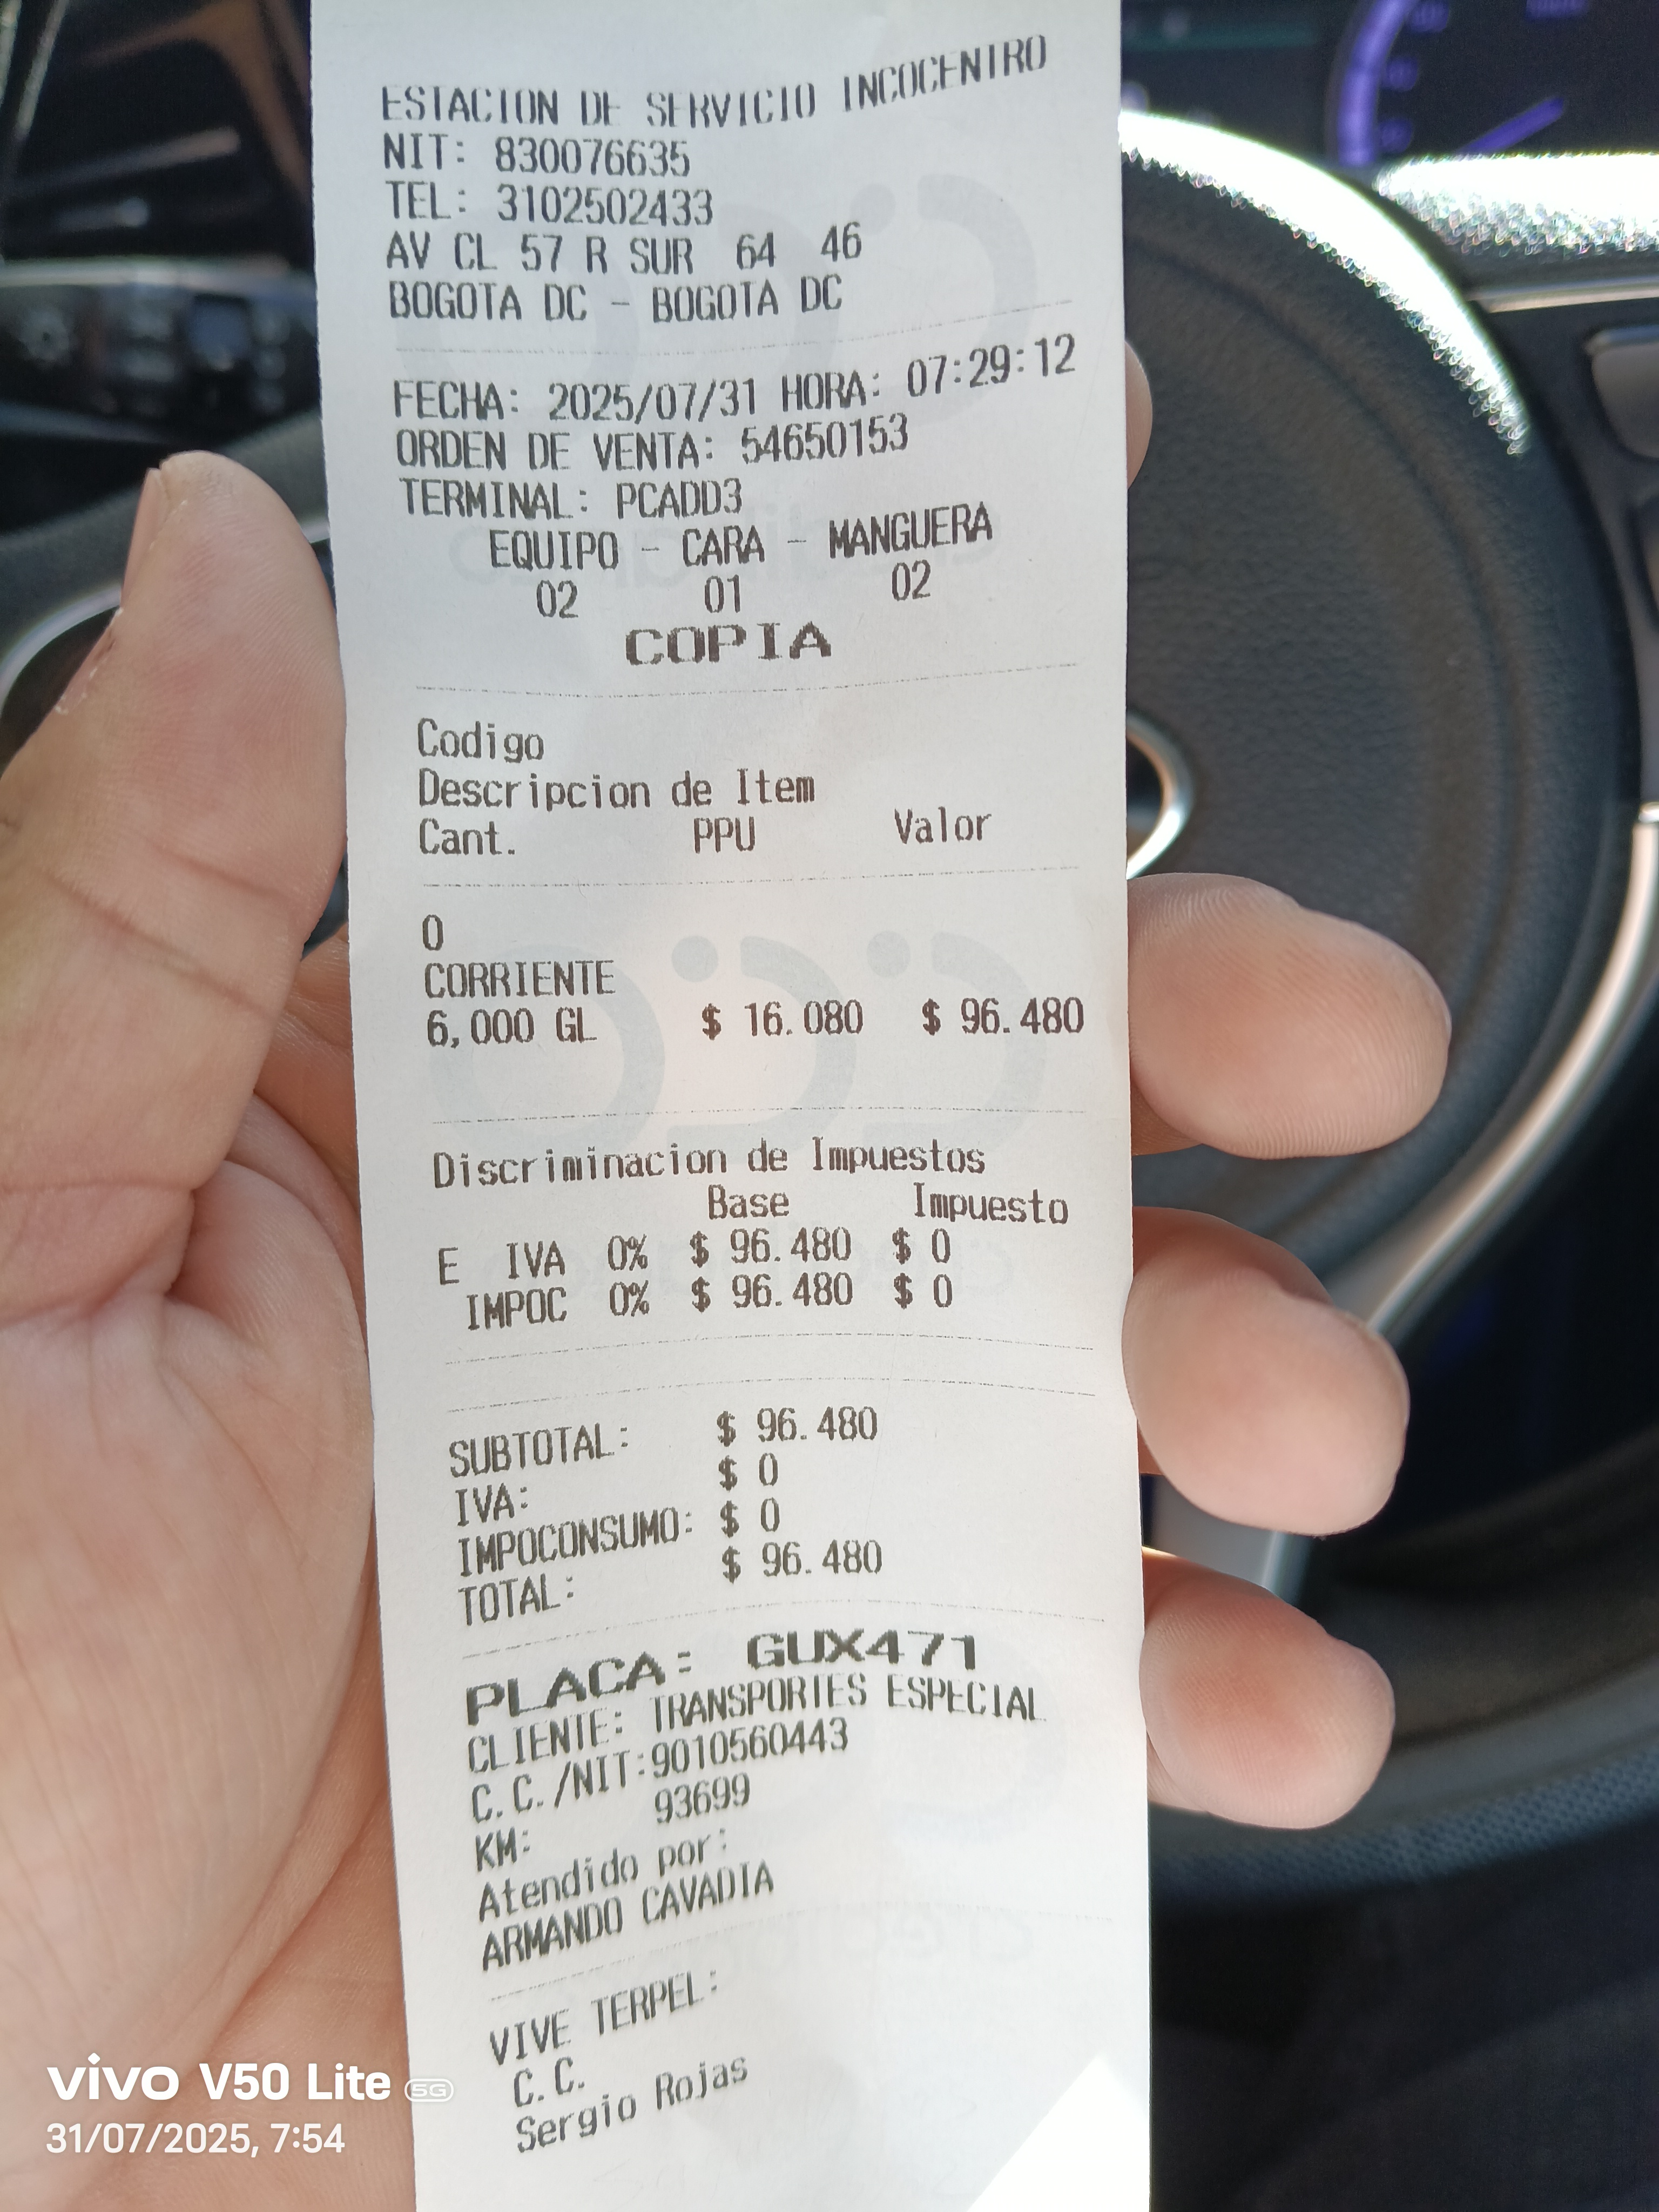 ESTACION DE SERVICIO INCOCENTRO
NIT: 830076635
TEL: 3102502433
AV CL 57 R SUR 64 46
BOGOTA DC - BOGOTA DC
FECHA: 2025/07/31 HORA: 07:29:12
ORDEN DE VENTA: 54650153
TERMINAL: PCADD3
EQUIPO - CARA - MANGUERA
02 01 02
COPIA
Codigo
Descripcion de Item
Cant. PPU Valor
0
CORRIENTE
6,000 GL $ 16.080 $ 96.480
Discriminacion de Impuestos
Base Impuesto
E IVA 0% $ 96.480 $ 0
IMPOC 0% $ 96.480 $ 0
SUBTOTAL: $ 96.480
IVA: $ 0
IMPOCONSUMO: $ 0
TOTAL: $ 96.480
PLACA: GUX471
CLIENTE: TRANSPORTES ESPECIAL
C.C./NIT:9010560443
KM: 93699
Atendido por:
ARMANDO CAVADIA
VIVE TERPEL:
C.C.
Sergio Rojas
vivo V50 Lite 5G
31/07/2025, 7:54